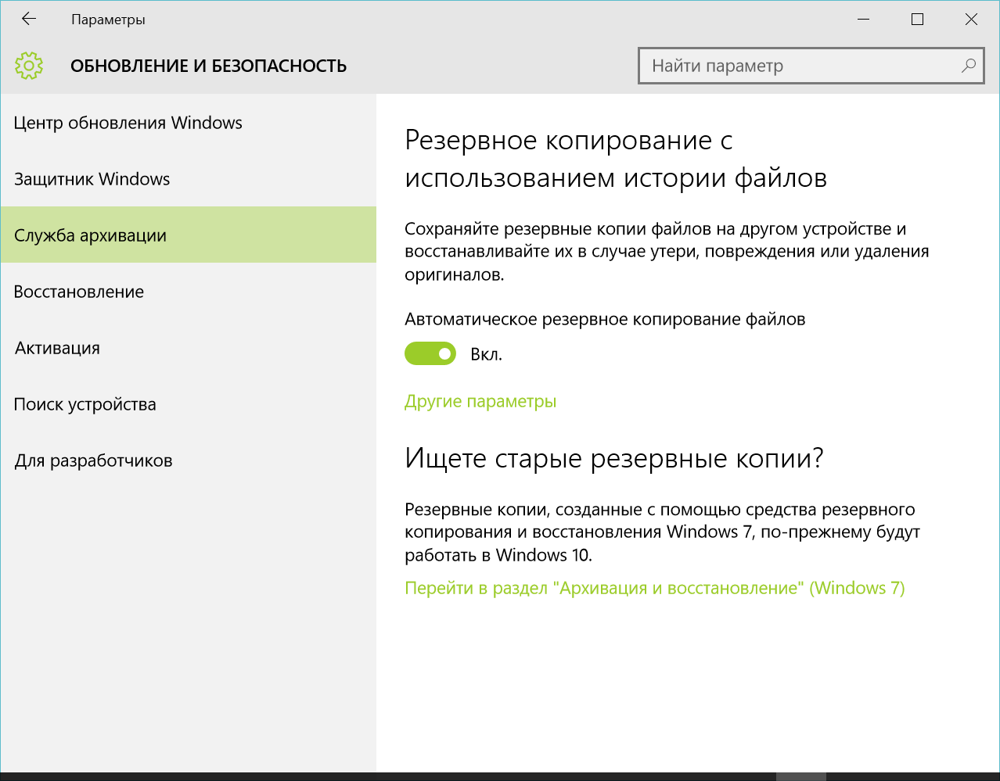 Параметры
ОБНОВЛЕНИЕ И БЕЗОПАСНОСТЬ
Найти параметр
Центр обновления Windows
Защитник Windows
Служба архивации
Восстановление
Активация
Поиск устройства
Для разработчиков
Резервное копирование с
использованием истории файлов
Сохраняйте резервные копии файлов на другом устройстве и
восстанавливайте их в случае утери, повреждения или удаления
оригиналов.
Автоматическое резервное копирование файлов
Вкл.
Другие параметры
Ищете старые резервные копии?
Резервные копии, созданные с помощью средства резервного
копирования и восстановления Windows 7, по-прежнему будут
работать в Windows 10.
Перейти в раздел "Архивация и восстановление" (Windows 7)